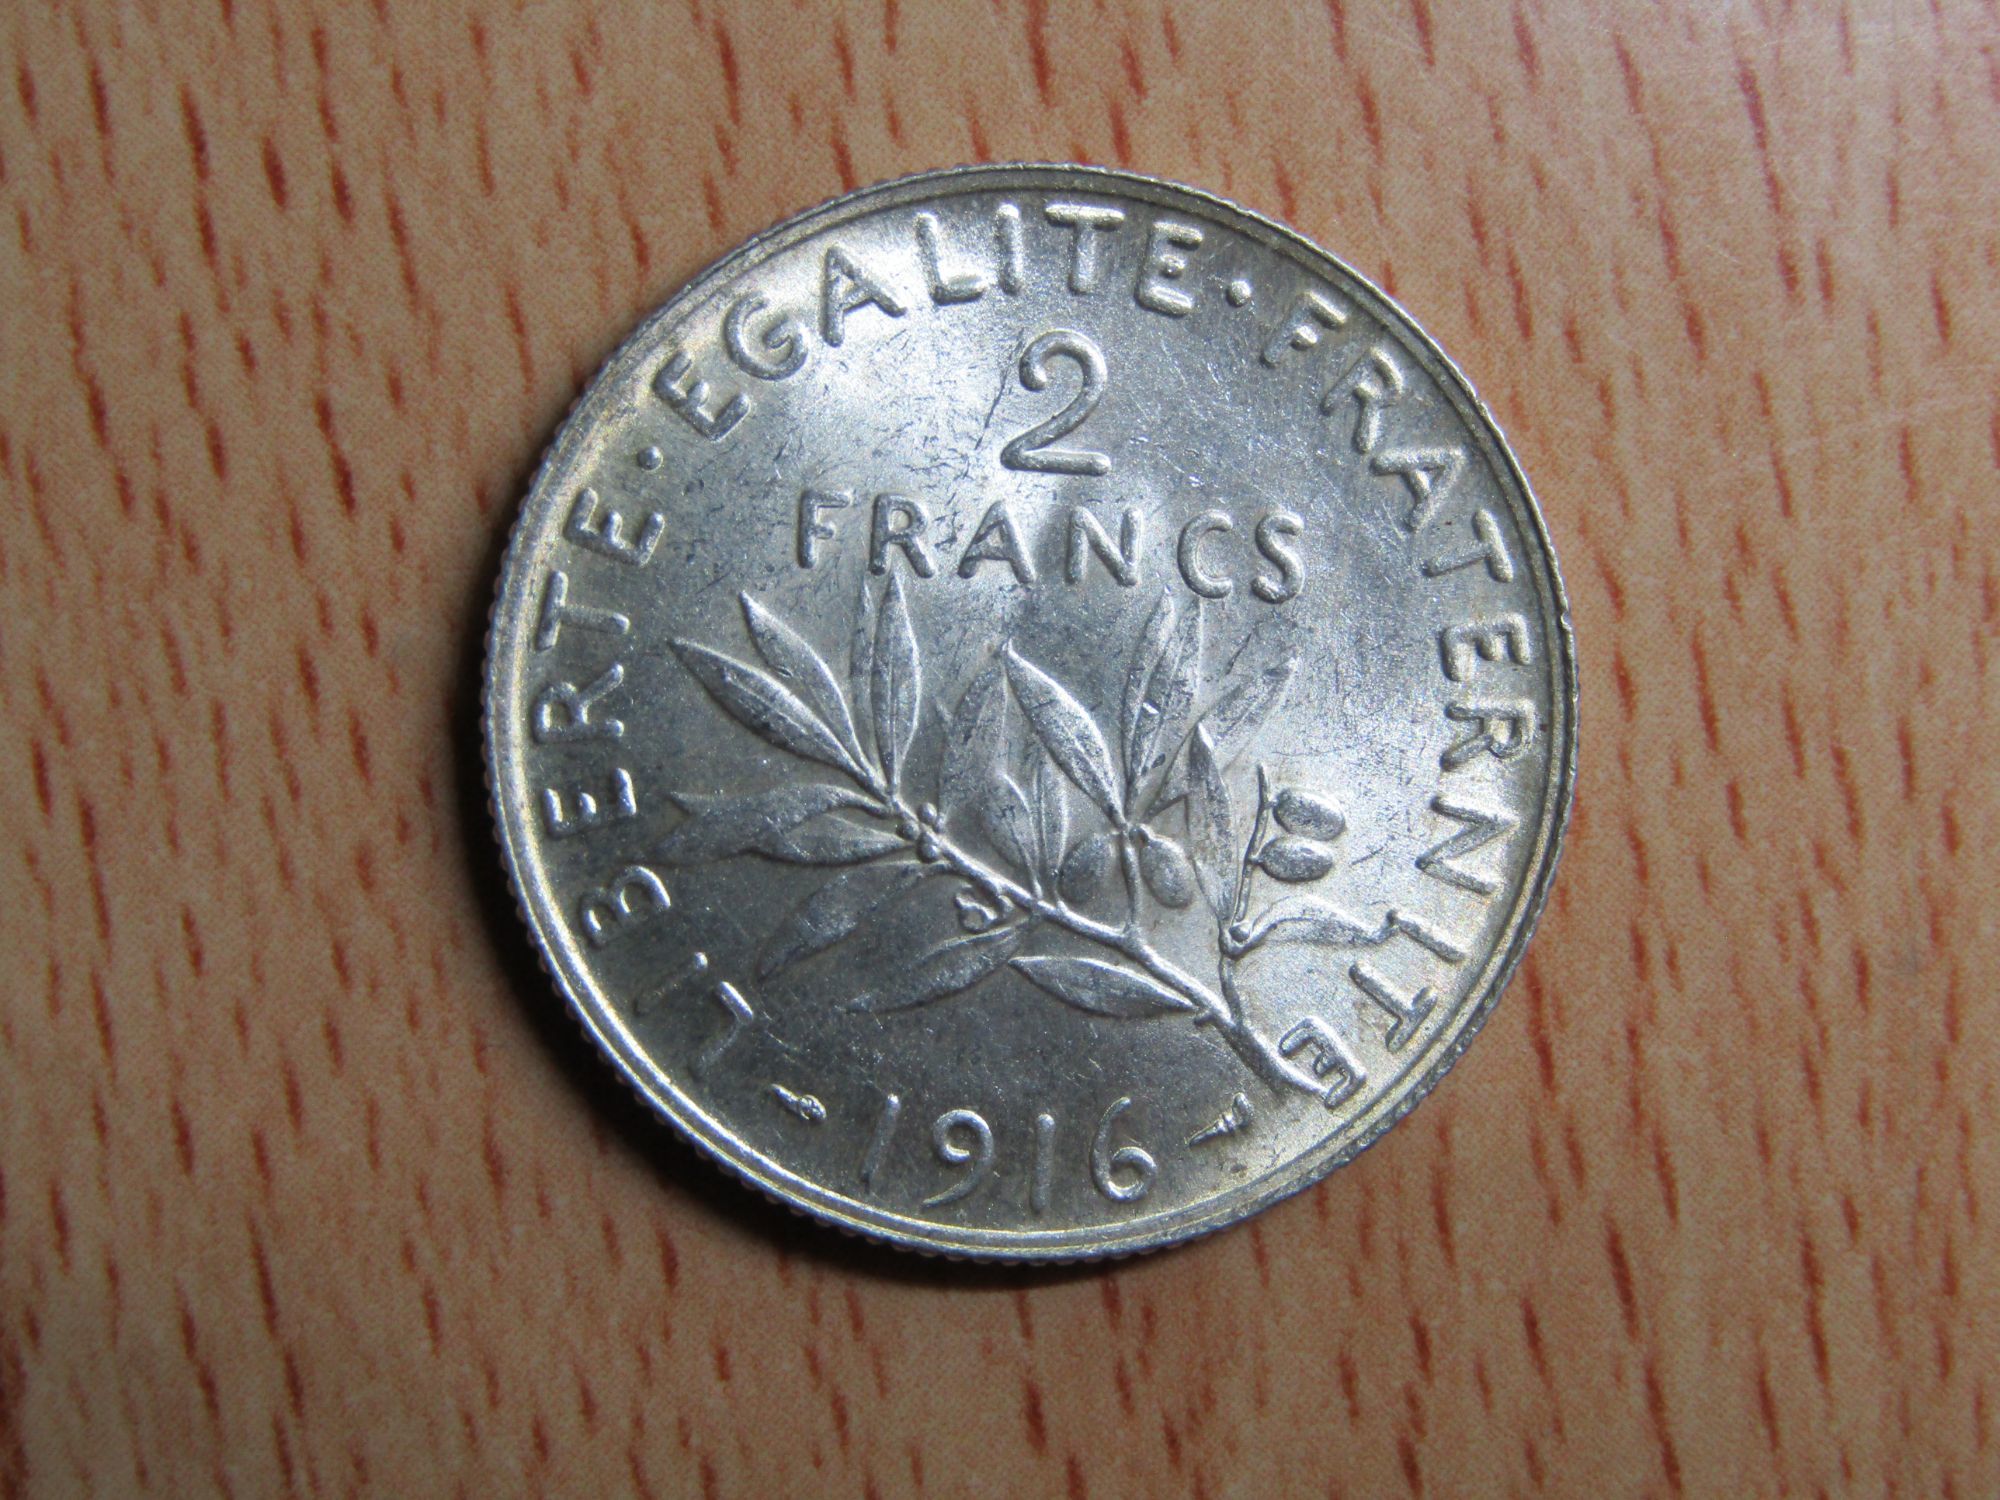 LIBERTE · EGALITE · FRATERNITE
2
FRANCS
1916